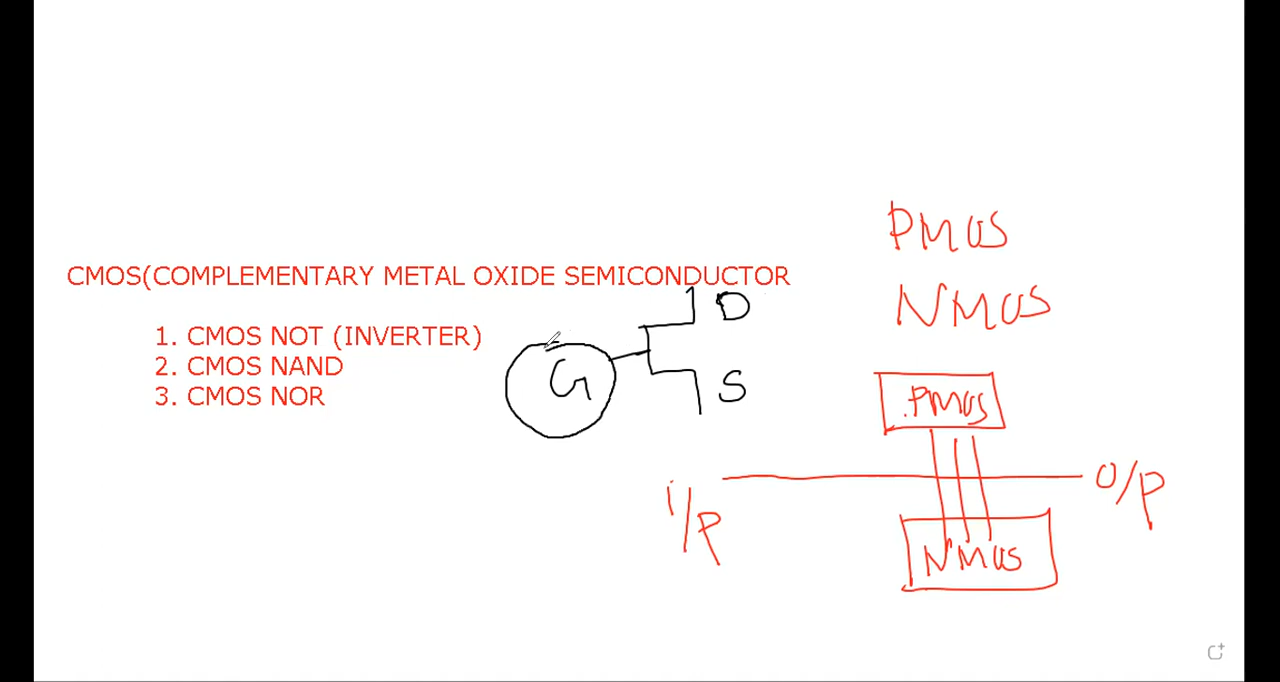 CMOS(COMPLEMENTARY METAL OXIDE SEMICONDUCTOR
1. CMOS NOT (INVERTER)
2. CMOS NAND
3. CMOS NOR
G
D
S
PMOS
NMOS
PMOS
i/P
O/P
NMOS